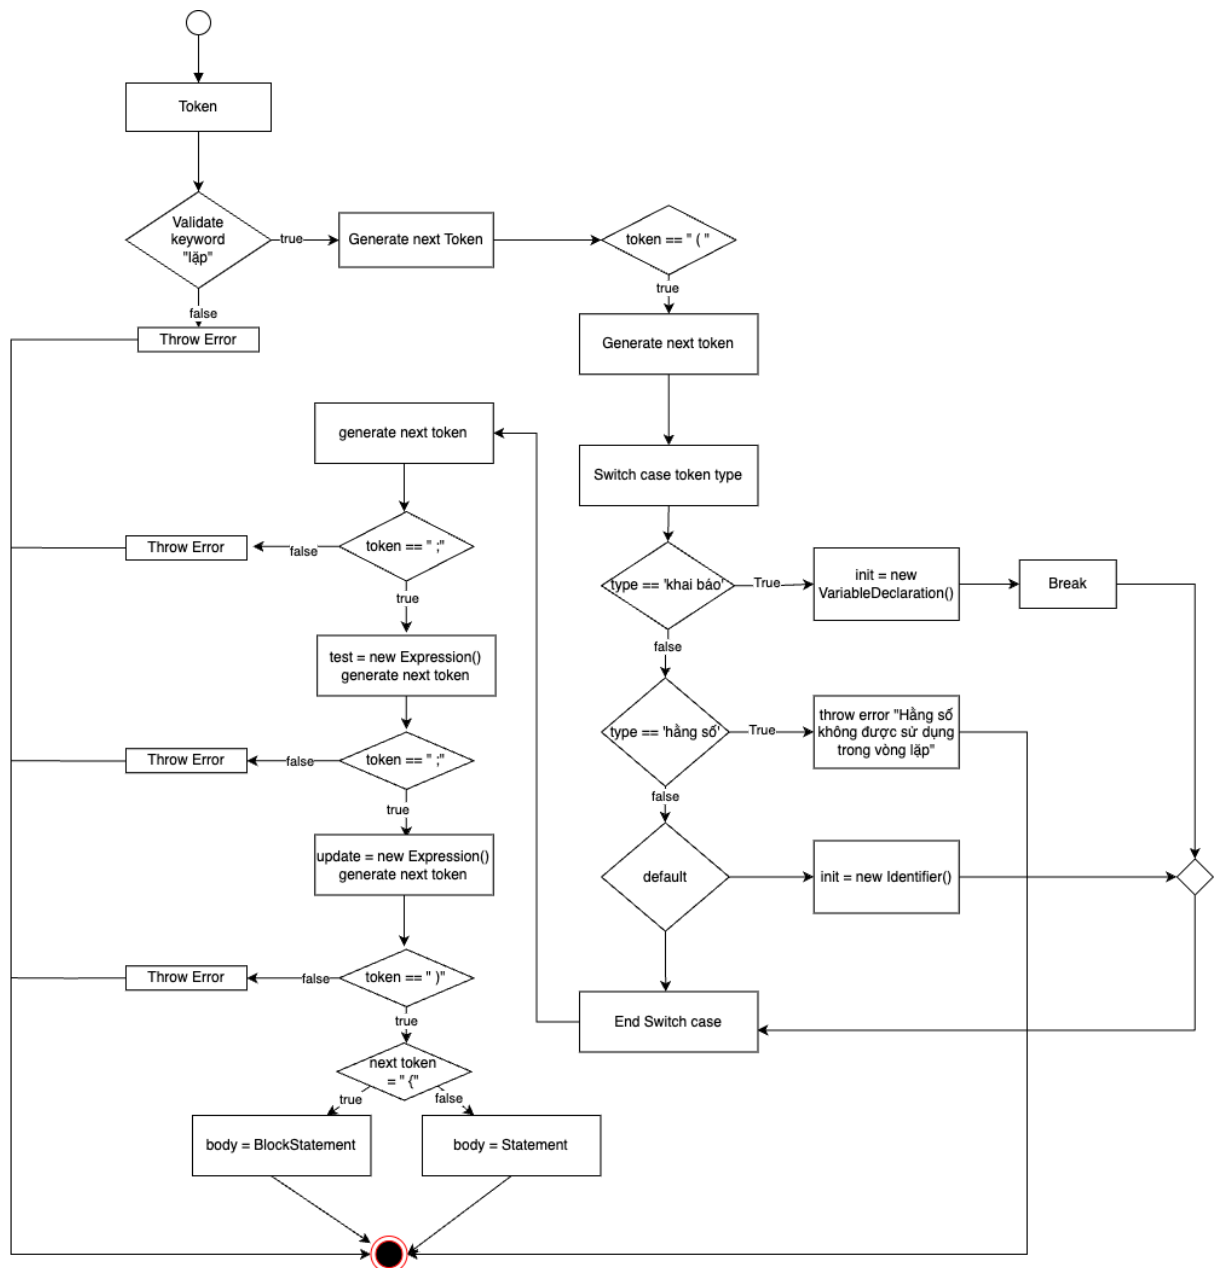 Token
Validate
keyword
"lặp"
true
Generate next Token
token == " ( "
true
Generate next token
false
Throw Error
Switch case token type
generate next token
token == " ;"
false
Throw Error
true
type == 'khai báo'
True
init = new
VariableDeclaration()
Break
false
type == 'hằng số'
True
throw error "Hằng số
không được sử dụng
trong vòng lặp"
false
default
init = new Identifier()
End Switch case
test = new Expression()
generate next token
token == " ;"
false
Throw Error
true
update = new Expression()
generate next token
token == " )"
false
Throw Error
true
next token
= " {"
true
false
body = BlockStatement
body = Statement